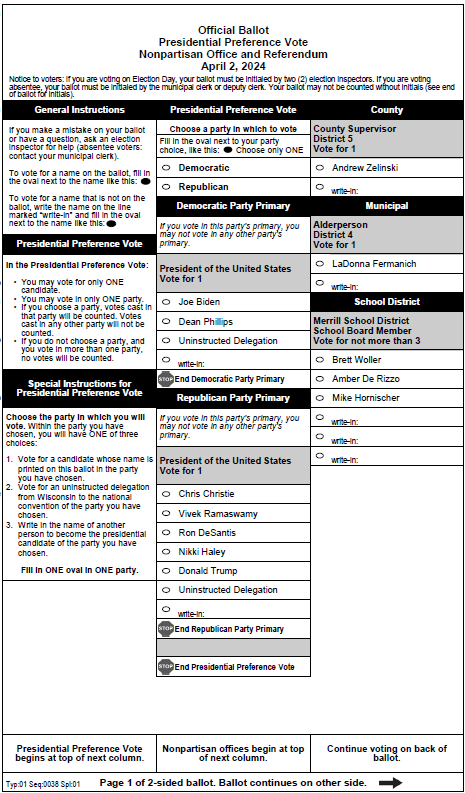 Official Ballot
Presidential Preference Vote
Nonpartisan Office and Referendum
April 2, 2024
Notice to voters: If you are voting on Election Day, your ballot must be initialed by two (2) election inspectors. If you are voting
absentee, your ballot must be initialed by the municipal clerk or deputy clerk. Your ballot may not be counted without initials (see end
of ballot for initials).
General Instructions
If you make a mistake on your ballot
or have a question, ask an election
inspector for help (absentee voters:
contact your municipal clerk).
To vote for a name on the ballot, fill in
the oval next to the name like this:
To vote for a name that is not on the
ballot, write the name on the line
marked "write-in" and fill in the oval
next to the name like this:
Presidential Preference Vote
In the Presidential Preference Vote:
• You may vote for only ONE
candidate.
• You may vote in only ONE party.
• If you choose a party, votes cast in
that party will be counted. Votes
cast in any other party will not be
counted.
• If you do not choose a party, and
you vote in more than one party,
no votes will be counted.
Special Instructions for
Presidential Preference Vote
Choose the party in which you will
vote. Within the party you have
chosen, you will have ONE of three
choices:
1. Vote for a candidate whose name is
printed on this ballot in the party
you have chosen.
2. Vote for an uninstructed delegation
from Wisconsin to the national
convention of the party you have
chosen.
3. Write in the name of another
person to become the presidential
candidate of the party you have
chosen.
Fill in ONE oval in ONE party.
Presidential Preference Vote
Choose a party in which to vote
Fill in the oval next to your party
choice, like this: Choose only ONE
Democratic
Republican
Democratic Party Primary
If you vote in this party's primary, you
may not vote in any other party's
primary.
President of the United States
Vote for 1
Joe Biden
Dean Phillips
Uninstructed Delegation
write-in:
STOP End Democratic Party Primary
Republican Party Primary
If you vote in this party's primary, you
may not vote in any other party's
primary.
President of the United States
Vote for 1
Chris Christie
Vivek Ramaswamy
Ron DeSantis
Nikki Haley
Donald Trump
Uninstructed Delegation
write-in:
STOP End Republican Party Primary
STOP End Presidential Preference Vote
County
County Supervisor
District 5
Vote for 1
Andrew Zelinski
write-in:
Municipal
Alderperson
District 4
Vote for 1
LaDonna Fermanich
write-in:
School District
Merrill School District
School Board Member
Vote for not more than 3
Brett Woller
Amber De Rizzo
Mike Hornischer
write-in:
write-in:
write-in:
Presidential Preference Vote
begins at top of next column.
Nonpartisan offices begin at top
of next column.
Continue voting on back of
ballot.
Typ:01 Seq:0038 Spl:01
Page 1 of 2-sided ballot. Ballot continues on other side.